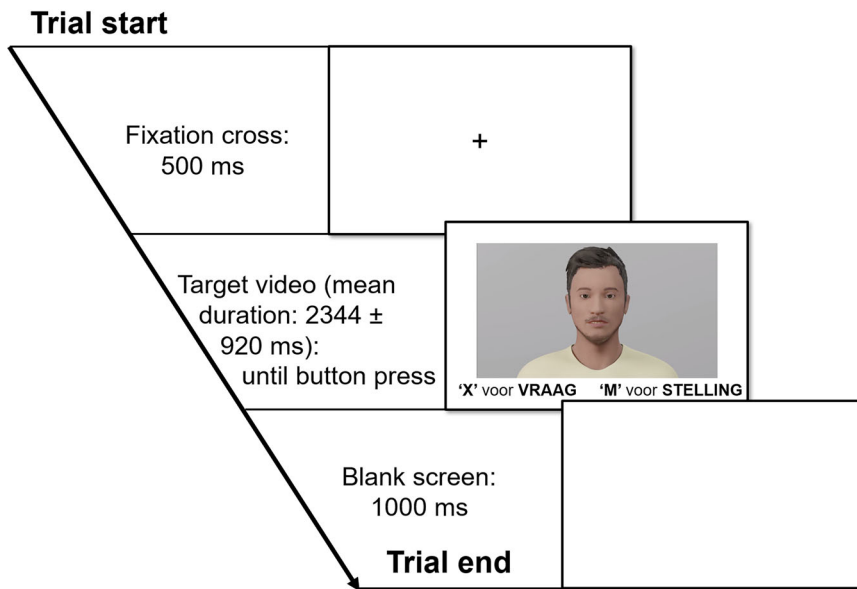 Trial start
Fixation cross:
500 ms
+
Target video (mean
duration: 2344 ±
920 ms):
until button press
‘X’ voor VRAAG ‘M’ voor STELLING
Blank screen:
1000 ms
Trial end